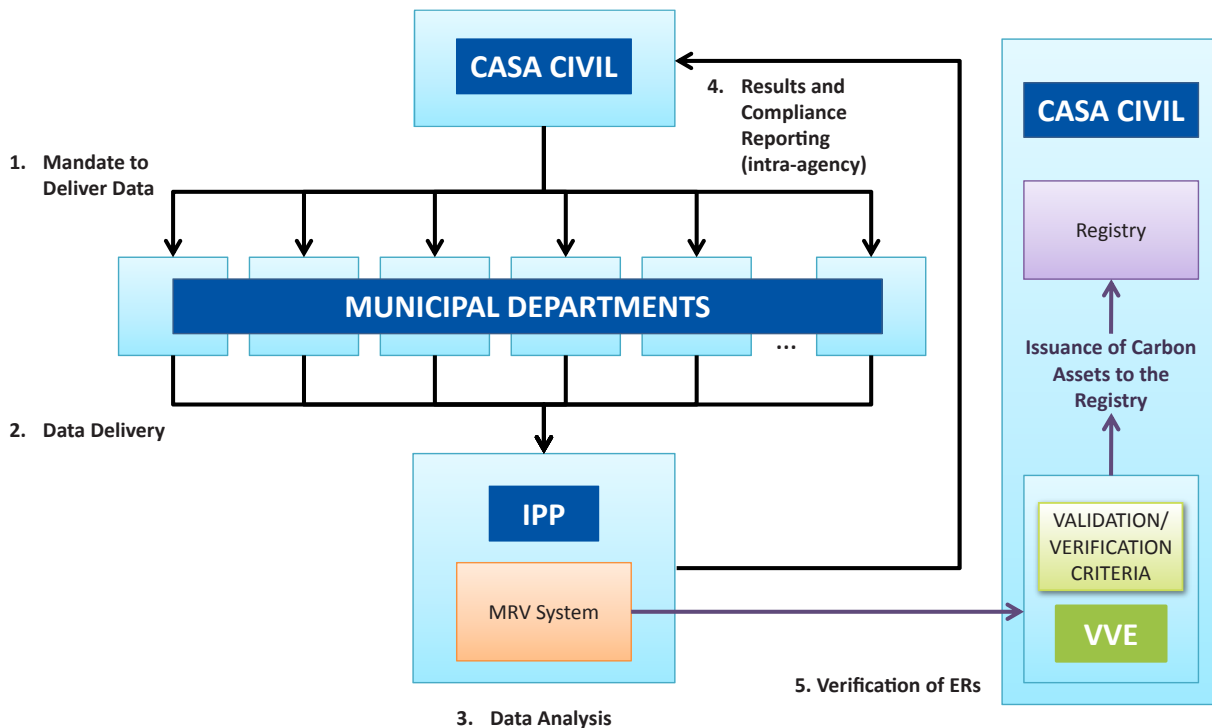 CASA CIVIL
4. Results and
Compliance
Reporting
(intra-agency)
1. Mandate to
Deliver Data
MUNICIPAL DEPARTMENTS
...
2. Data Delivery
IPP
MRV System
3. Data Analysis
5. Verification of ERs
CASA CIVIL
Registry
Issuance of Carbon
Assets to the
Registry
VALIDATION/
VERIFICATION
CRITERIA
VVE